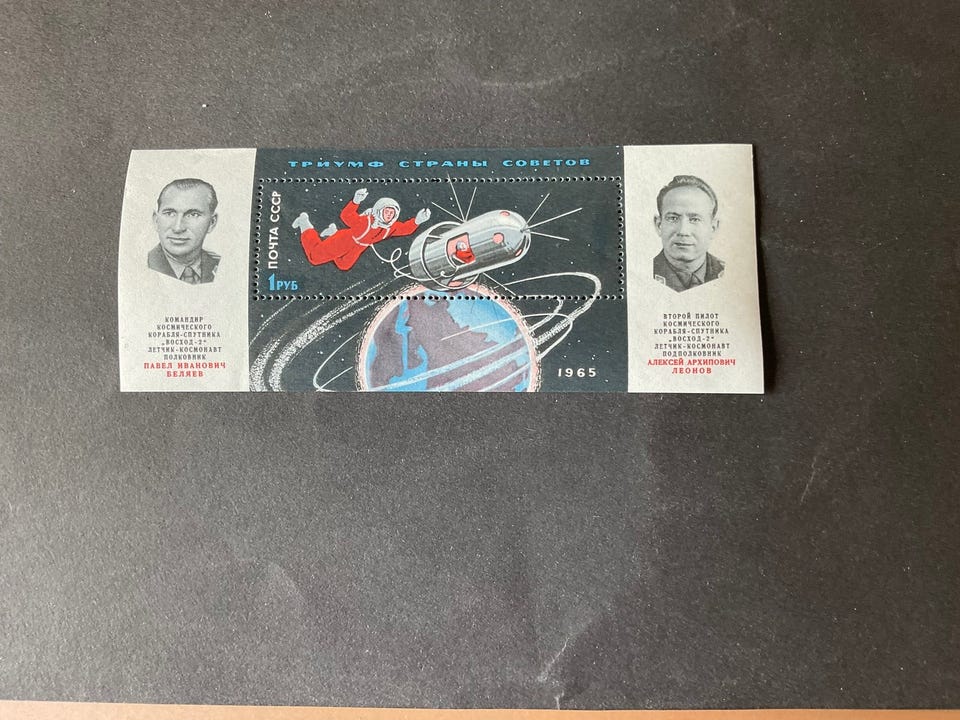 ТРИУМФ СТРАНЫ СОВЕТОВ
ПОЧТА СССР
1 РУБ
1965
КОМАНДИР
КОСМИЧЕСКОГО
КОРАБЛЯ-СПУТНИКА
„ВОСХОД-2"
ЛЕТЧИК-КОСМОНАВТ
ПОЛКОВНИК
ПАВЕЛ ИВАНОВИЧ
БЕЛЯЕВ
ВТОРОЙ ПИЛОТ
КОСМИЧЕСКОГО
КОРАБЛЯ-СПУТНИКА
„ВОСХОД-2"
ЛЕТЧИК-КОСМОНАВТ
ПОДПОЛКОВНИК
АЛЕКСЕЙ АРХИПОВИЧ
ЛЕОНОВ